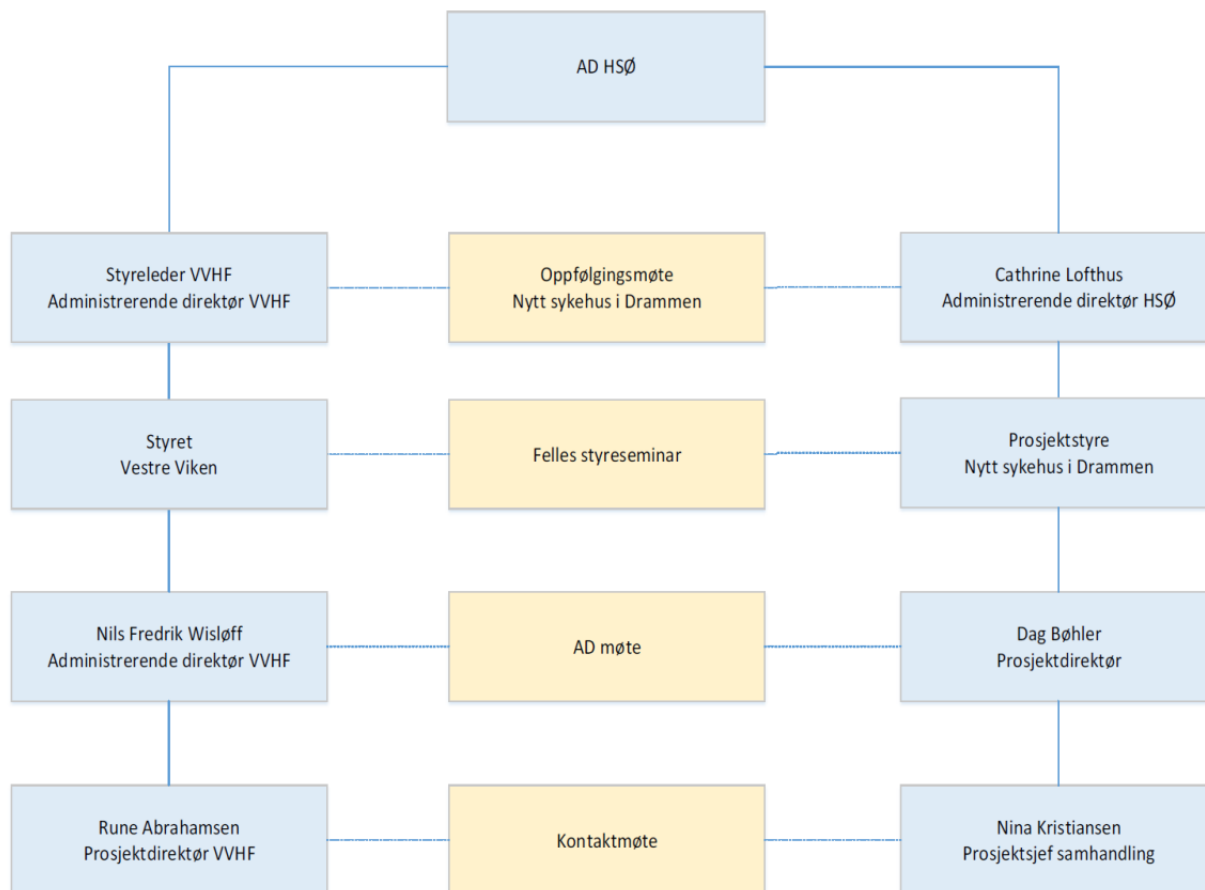 AD HSØ
Styreleder VVHF
Administrerende direktør VVHF
Oppfølgingsmøte
Nytt sykehus i Drammen
Cathrine Lofthus
Administrerende direktør HSØ
Styret
Vestre Viken
Felles styreseminar
Prosjektstyre
Nytt sykehus i Drammen
Nils Fredrik Wisløff
Administrerende direktør VVHF
AD møte
Dag Bøhler
Prosjektdirektør
Rune Abrahamsen
Prosjektdirektør VVHF
Kontaktmøte
Nina Kristiansen
Prosjektsjef samhandling